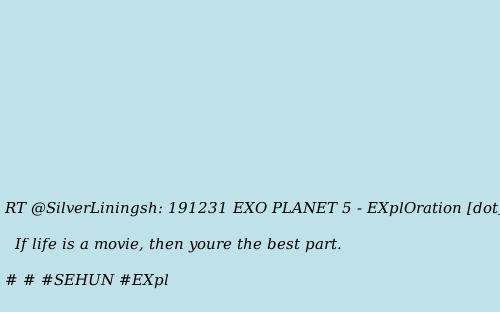 RT @SilverLiningsh: 191231 EXO PLANET 5 - EXplOration [dot
If life is a movie, then youre the best part.
# # #SEHUN #EXpl